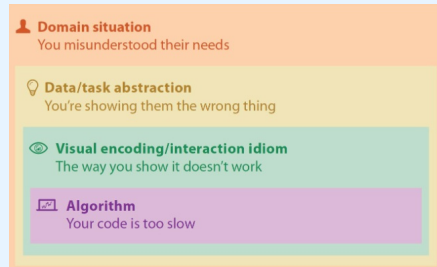 Domain situation
You misunderstood their needs
Data/task abstraction
You're showing them the wrong thing
Visual encoding/interaction idiom
The way you show it doesn't work
Algorithm
Your code is too slow